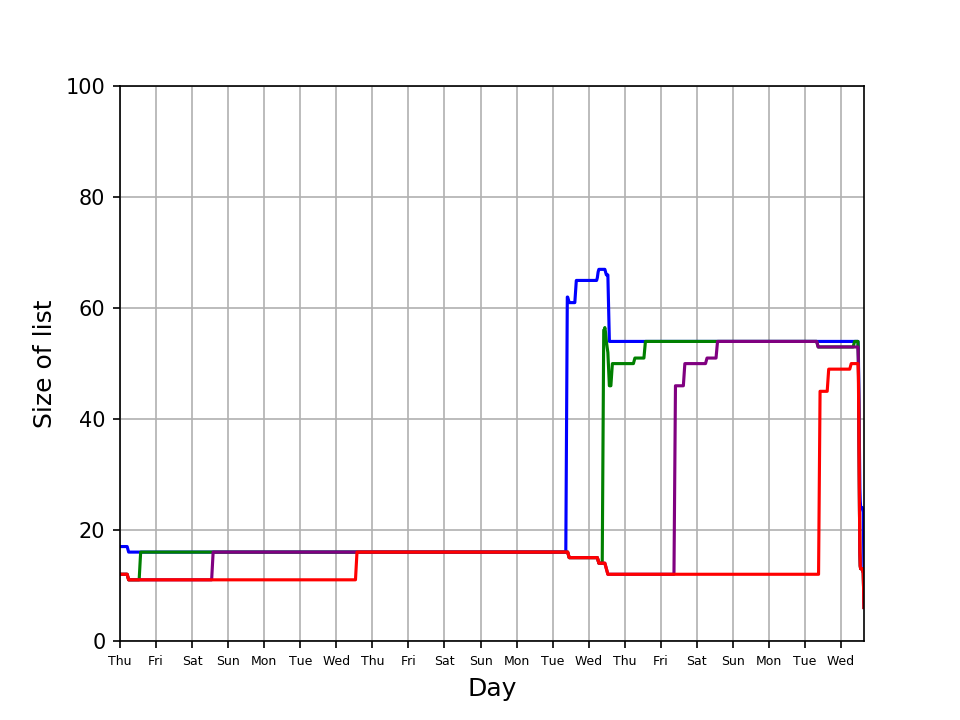 100
80
60
40
20
0
Size of list
Thu Fri Sat Sun Mon Tue Wed Thu Fri Sat Sun Mon Tue Wed Thu Fri Sat Sun Mon Tue Wed
Day